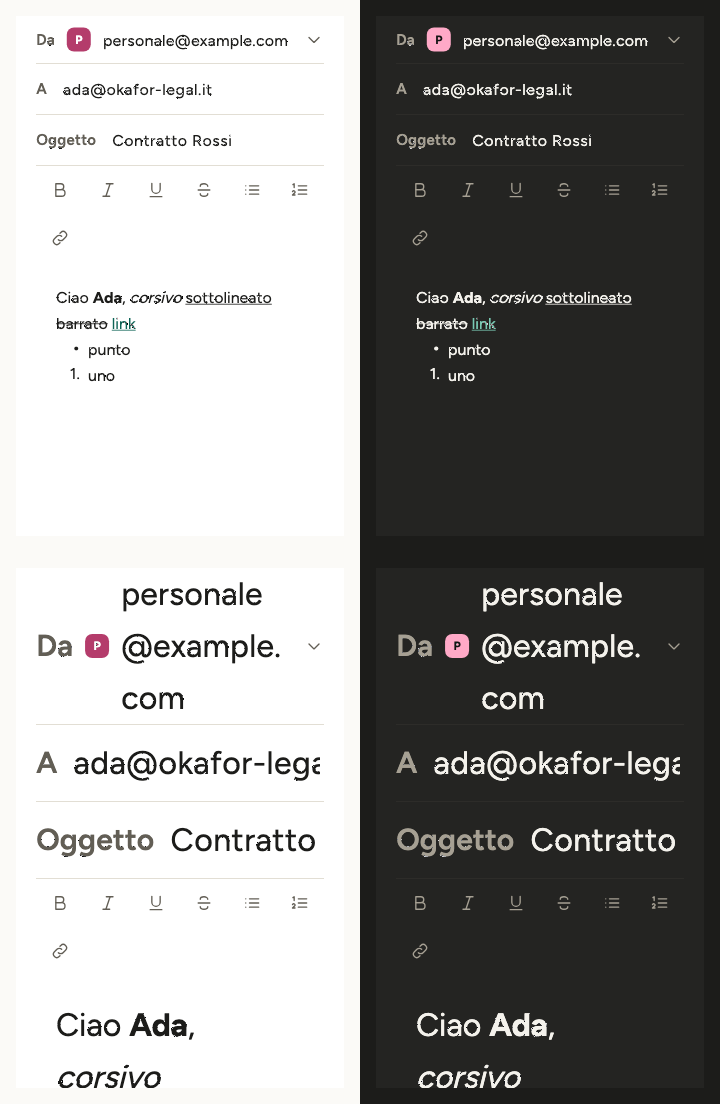 Da P personale@example.com
A ada@okafor-legal.it
Oggetto Contratto Rossi
B I U S
Ciao Ada, corsivo sottolineato
barrato link
• punto
1. uno
Da P personale@example.com
A ada@okafor-legal.it
Oggetto Contratto Rossi
B I U S
Ciao Ada, corsivo sottolineato
barrato link
• punto
1. uno
personale
Da P @example.
com
A ada@okafor-lega
Oggetto Contratto
B I U S
Ciao Ada,
corsivo
personale
Da P @example.
com
A ada@okafor-lega
Oggetto Contratto
B I U S
Ciao Ada,
corsivo